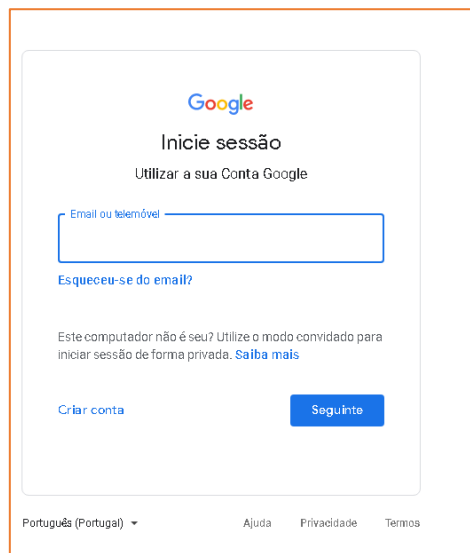 Google
Inicie sessão
Utilizar a sua Conta Google
Email ou telemóvel
Esqueceu-se do email?
Este computador não é seu? Utilize o modo convidado para
iniciar sessão de forma privada. Saiba mais
Criar conta
Seguinte
Português (Portugal)
Ajuda
Privacidade
Termos